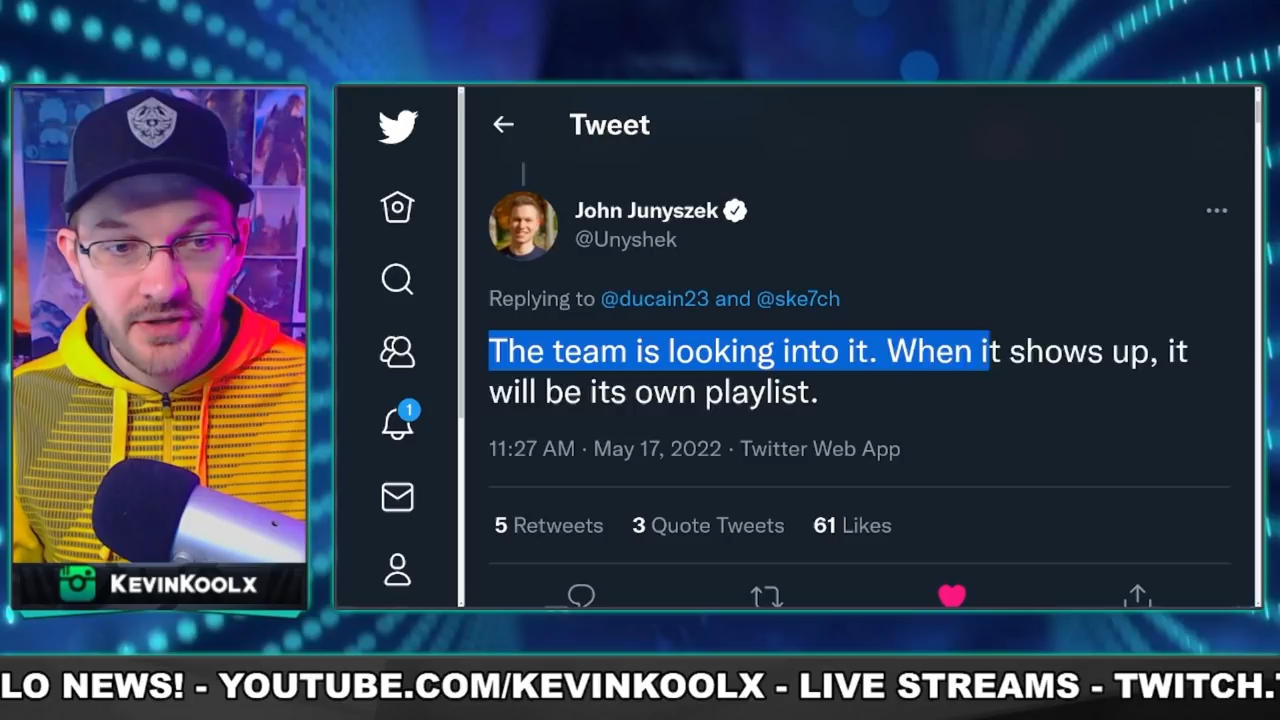 Tweet
John Junyszek
@Unyshek
Replying to @ducain23 and @ske7ch
The team is looking into it. When it shows up, it
will be its own playlist.
11:27 AM · May 17, 2022 · Twitter Web App
5 Retweets 3 Quote Tweets 61 Likes
1
KEVINKOOLX
LO NEWS! - YOUTUBE.COM/KEVINKOOLX - LIVE STREAMS - TWITCH.T